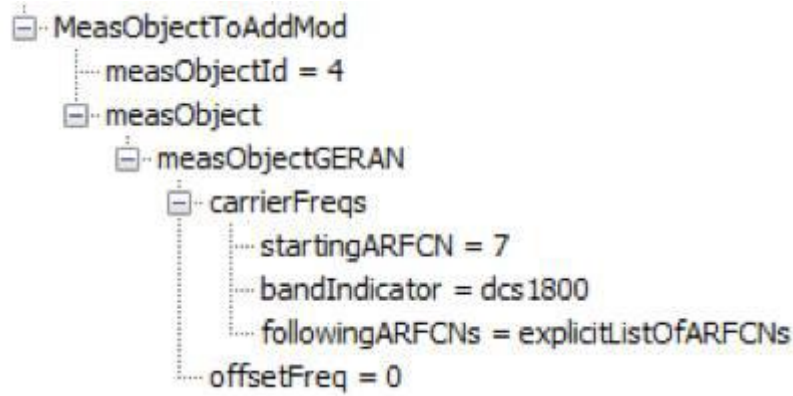 MeasObjectToAddMod
measObjectId = 4
measObject
measObjectGERAN
carrierFreqs
startingARFCN = 7
bandIndicator = dcs1800
followingARFCNs = explicitListOfARFCNs
offsetFreq = 0